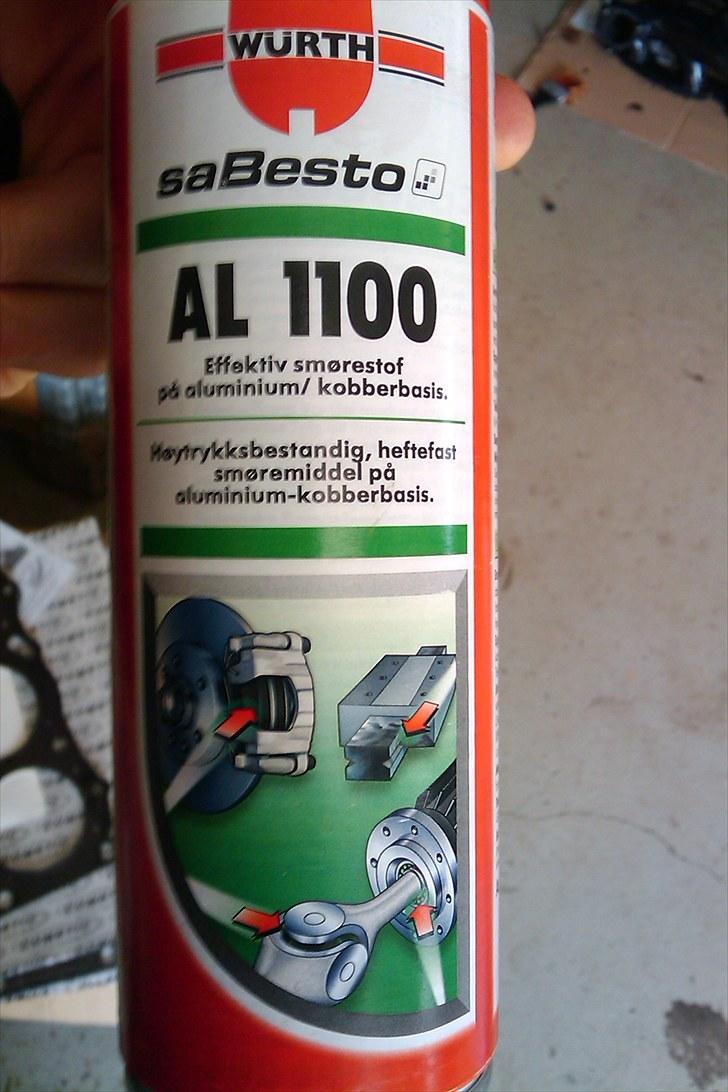 WÜRTH
saBesto
AL 1100
Effektiv smørestof
på aluminium/ kobberbasis.
Høytrykksbestandig, heftefast
smøremiddel på
aluminium-kobberbasis.